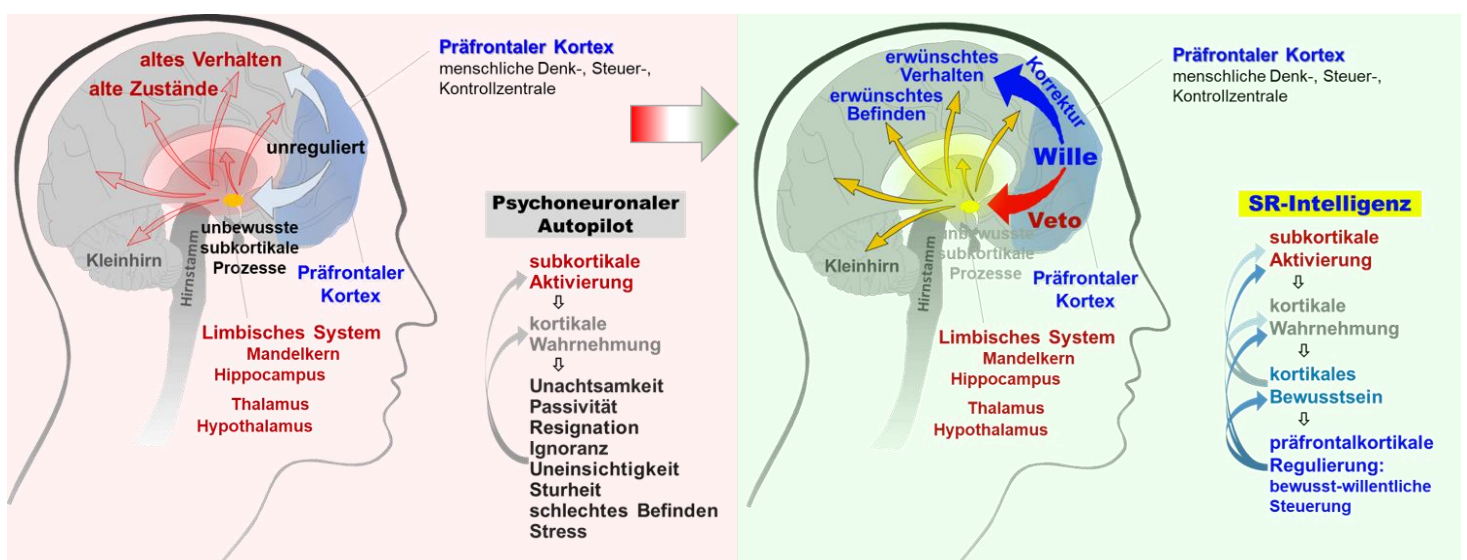 Präfrontaler Kortex
menschliche Denk-, Steuer-,
Kontrollzentrale
altes Verhalten
alte Zustände
unreguliert
unbewusste
subkortikale
Prozesse
Kleinhirn
Hirnstamm
Präfrontaler
Kortex
Limbisches System
Mandelkern
Hippocampus
Thalamus
Hypothalamus
Psychoneuronaler
Autopilot
subkortikale
Aktivierung
⇩
kortikale
Wahrnehmung
⇩
Unachtsamkeit
Passivität
Resignation
Ignoranz
Uneinsichtigkeit
Sturheit
schlechtes Befinden
Stress
Präfrontaler Kortex
menschliche Denk-, Steuer-,
Kontrollzentrale
erwünschtes
Verhalten
erwünschtes
Befinden
Korrektur
Wille
Veto
unbewusste
subkortikale
Prozesse
Kleinhirn
Hirnstamm
Präfrontaler
Kortex
Limbisches System
Mandelkern
Hippocampus
Thalamus
Hypothalamus
SR-Intelligenz
subkortikale
Aktivierung
⇩
kortikale
Wahrnehmung
⇩
kortikales
Bewusstsein
⇩
präfrontalkortikale
Regulierung:
bewusst-willentliche
Steuerung